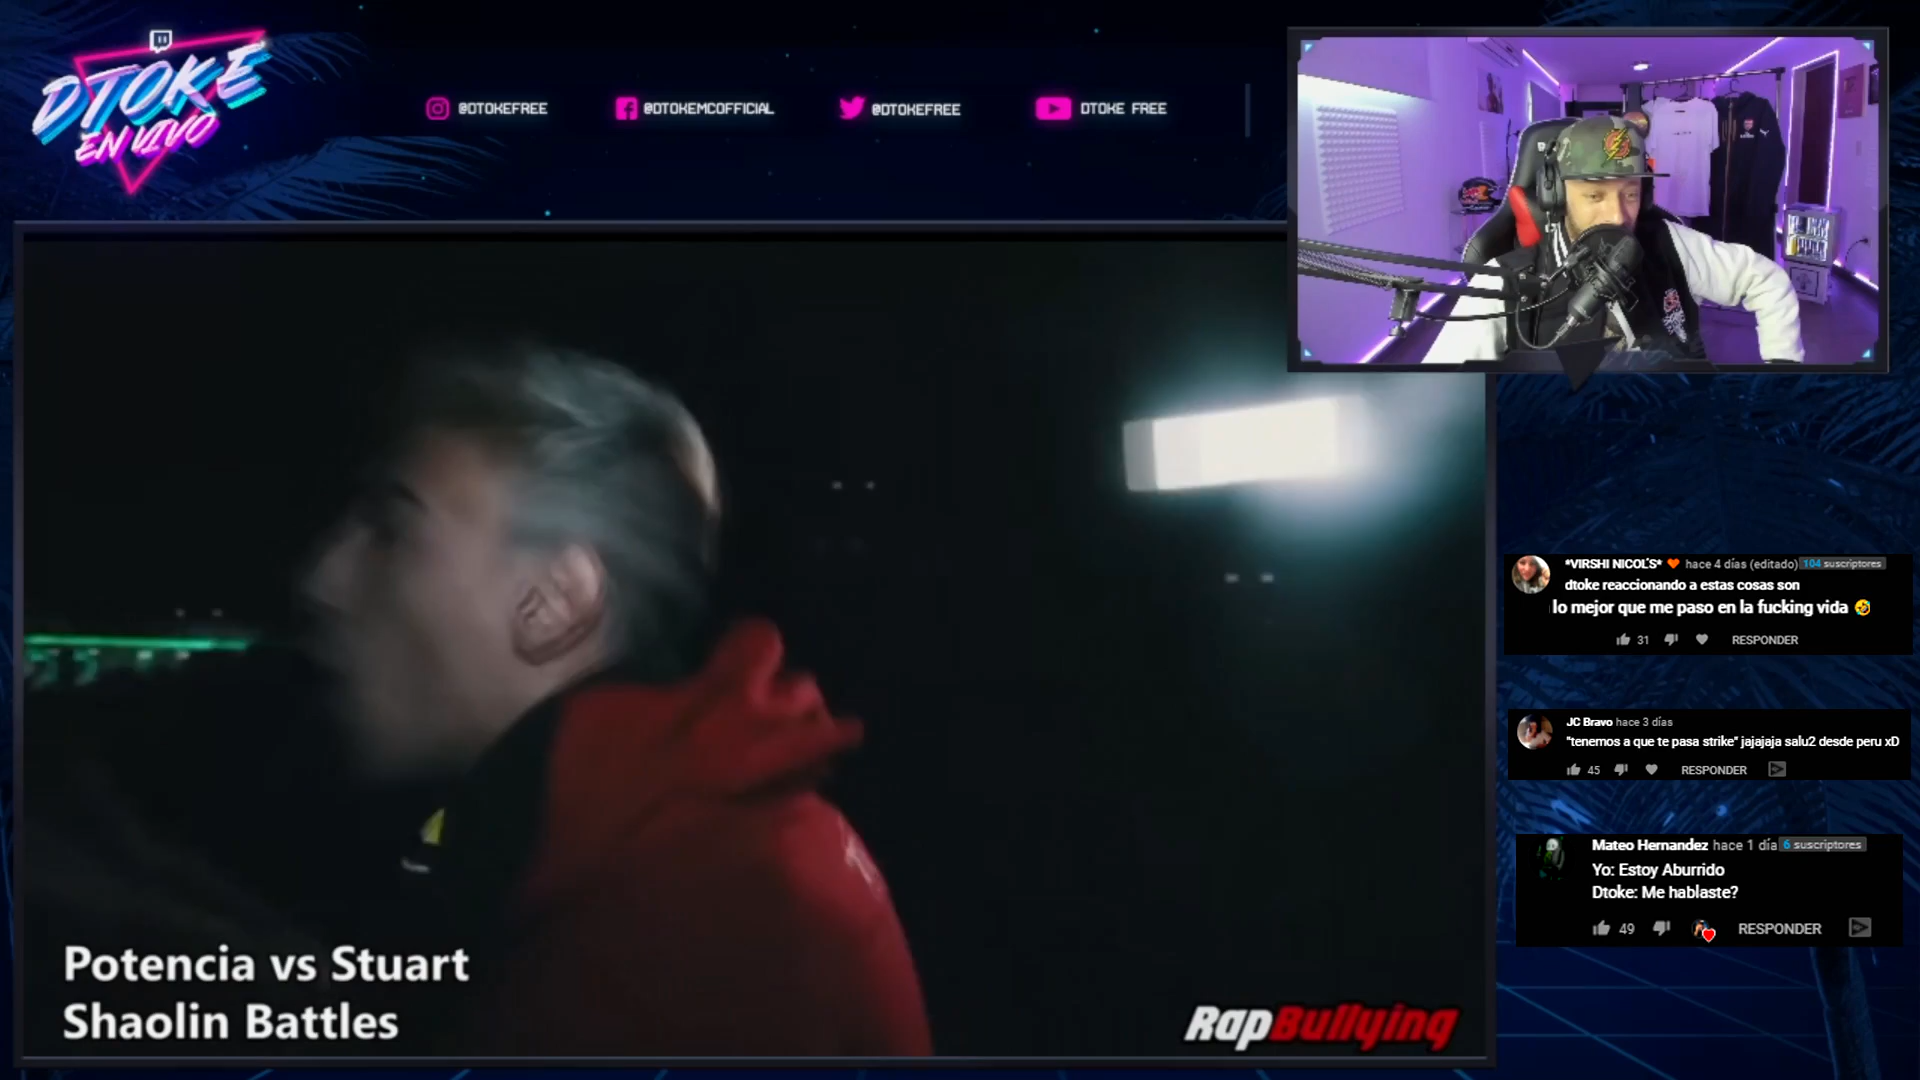 DTOKE
EN VIVO
@DTOKEFREE
@DTOKEMCOFFICIAL
@DTOKEFREE
DTOKE FREE
*VIRSHI NICOL'S* 🧡 hace 4 días (editado) 104 suscriptores
dtoke reaccionando a estas cosas son
lo mejor que me paso en la fucking vida 🤣
31 RESPONDER
JC Bravo hace 3 días
"tenemos a que te pasa strike" jajajaja salu2 desde peru xD
45 RESPONDER
Mateo Hernandez hace 1 día 6 suscriptores
Yo: Estoy Aburrido
Dtoke: Me hablaste?
49 RESPONDER
Potencia vs Stuart
Shaolin Battles
RapBullying